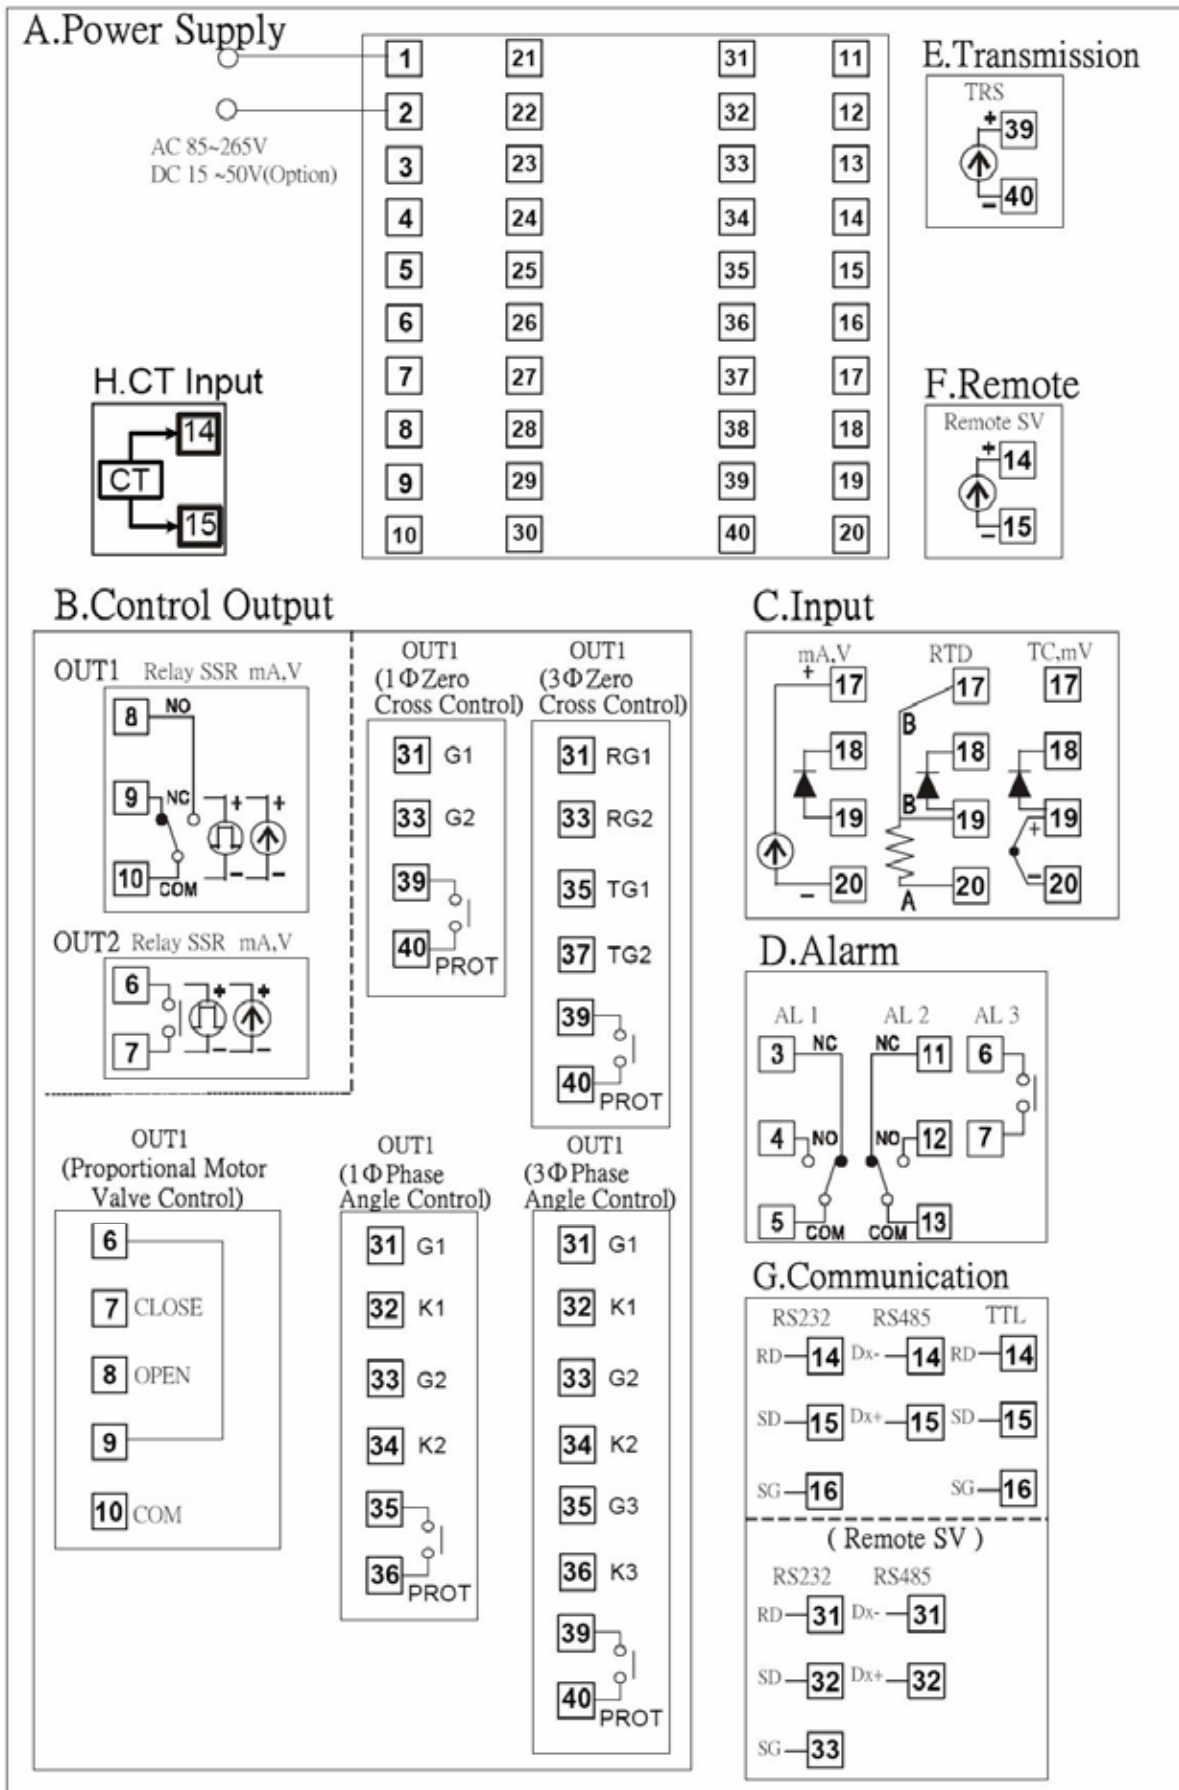 A.Power Supply
AC 85~265V
DC 15 ~50V(Option)
1 21 31 11
2 22 32 12
3 23 33 13
4 24 34 14
5 25 35 15
6 26 36 16
7 27 37 17
8 28 38 18
9 29 39 19
10 30 40 20
E.Transmission
TRS
+ 39
− 40
H.CT Input
14
CT
15
F.Remote
Remote SV
+ 14
− 15
B.Control Output
OUT1 Relay SSR mA,V
8 NO
9 NC + +
10 COM − −
OUT2 Relay SSR mA,V
6 + +
7 − −
OUT1
(1ΦZero
Cross Control)
31 G1
33 G2
39
40 PROT
OUT1
(3ΦZero
Cross Control)
31 RG1
33 RG2
35 TG1
37 TG2
39
40 PROT
OUT1
(Proportional Motor
Valve Control)
6
7 CLOSE
8 OPEN
9
10 COM
OUT1
(1ΦPhase
Angle Control)
31 G1
32 K1
33 G2
34 K2
35
36 PROT
OUT1
(3ΦPhase
Angle Control)
31 G1
32 K1
33 G2
34 K2
35 G3
36 K3
39
40 PROT
C.Input
mA,V RTD TC,mV
+ 17 17 17
B
18 18 18
B
19 19 + 19
− 20 A 20 − 20
D.Alarm
AL 1 AL 2 AL 3
3 NC NC 11 6
4 NO NO 12 7
5 COM COM 13
G.Communication
RS232 RS485 TTL
RD 14 Dx- 14 RD 14
SD 15 Dx+ 15 SD 15
SG 16 SG 16
( Remote SV )
RS232 RS485
RD 31 Dx- 31
SD 32 Dx+ 32
SG 33